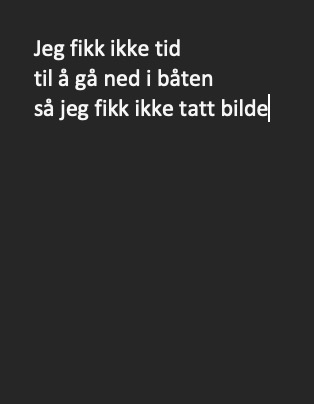 Jeg fikk ikke tid
til å gå ned i båten
så jeg fikk ikke tatt bilde